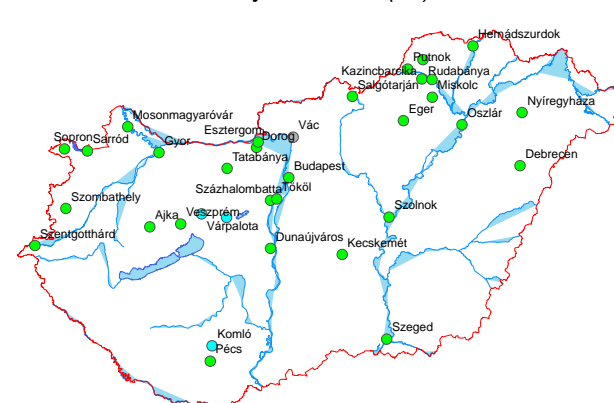 Hernádszurdok
Putnok
Kazincbarcika
Rudabánya
Salgótarján
Miskolc
Nyíregyháza
Eger
Oszlár
Mosonmagyaróvár
Esztergom
Dorog
Vác
Sopron
Sarród
Gyor
Tatabánya
Budapest
Debrecen
Szombathely
Százhalombatta
Tököl
Szolnok
Ajka
Veszprém
Várpalota
Szentgotthárd
Dunaújváros
Kecskemét
Komló
Pécs
Szeged